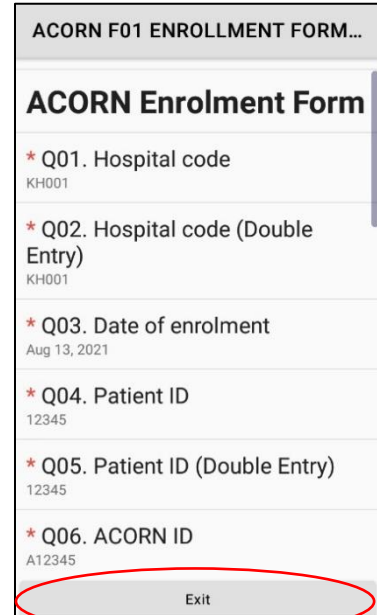 ACORN F01 ENROLLMENT FORM...
ACORN Enrolment Form
* Q01. Hospital code
KH001
* Q02. Hospital code (Double
Entry)
KH001
* Q03. Date of enrolment
Aug 13, 2021
* Q04. Patient ID
12345
* Q05. Patient ID (Double Entry)
12345
* Q06. ACORN ID
A12345
Exit